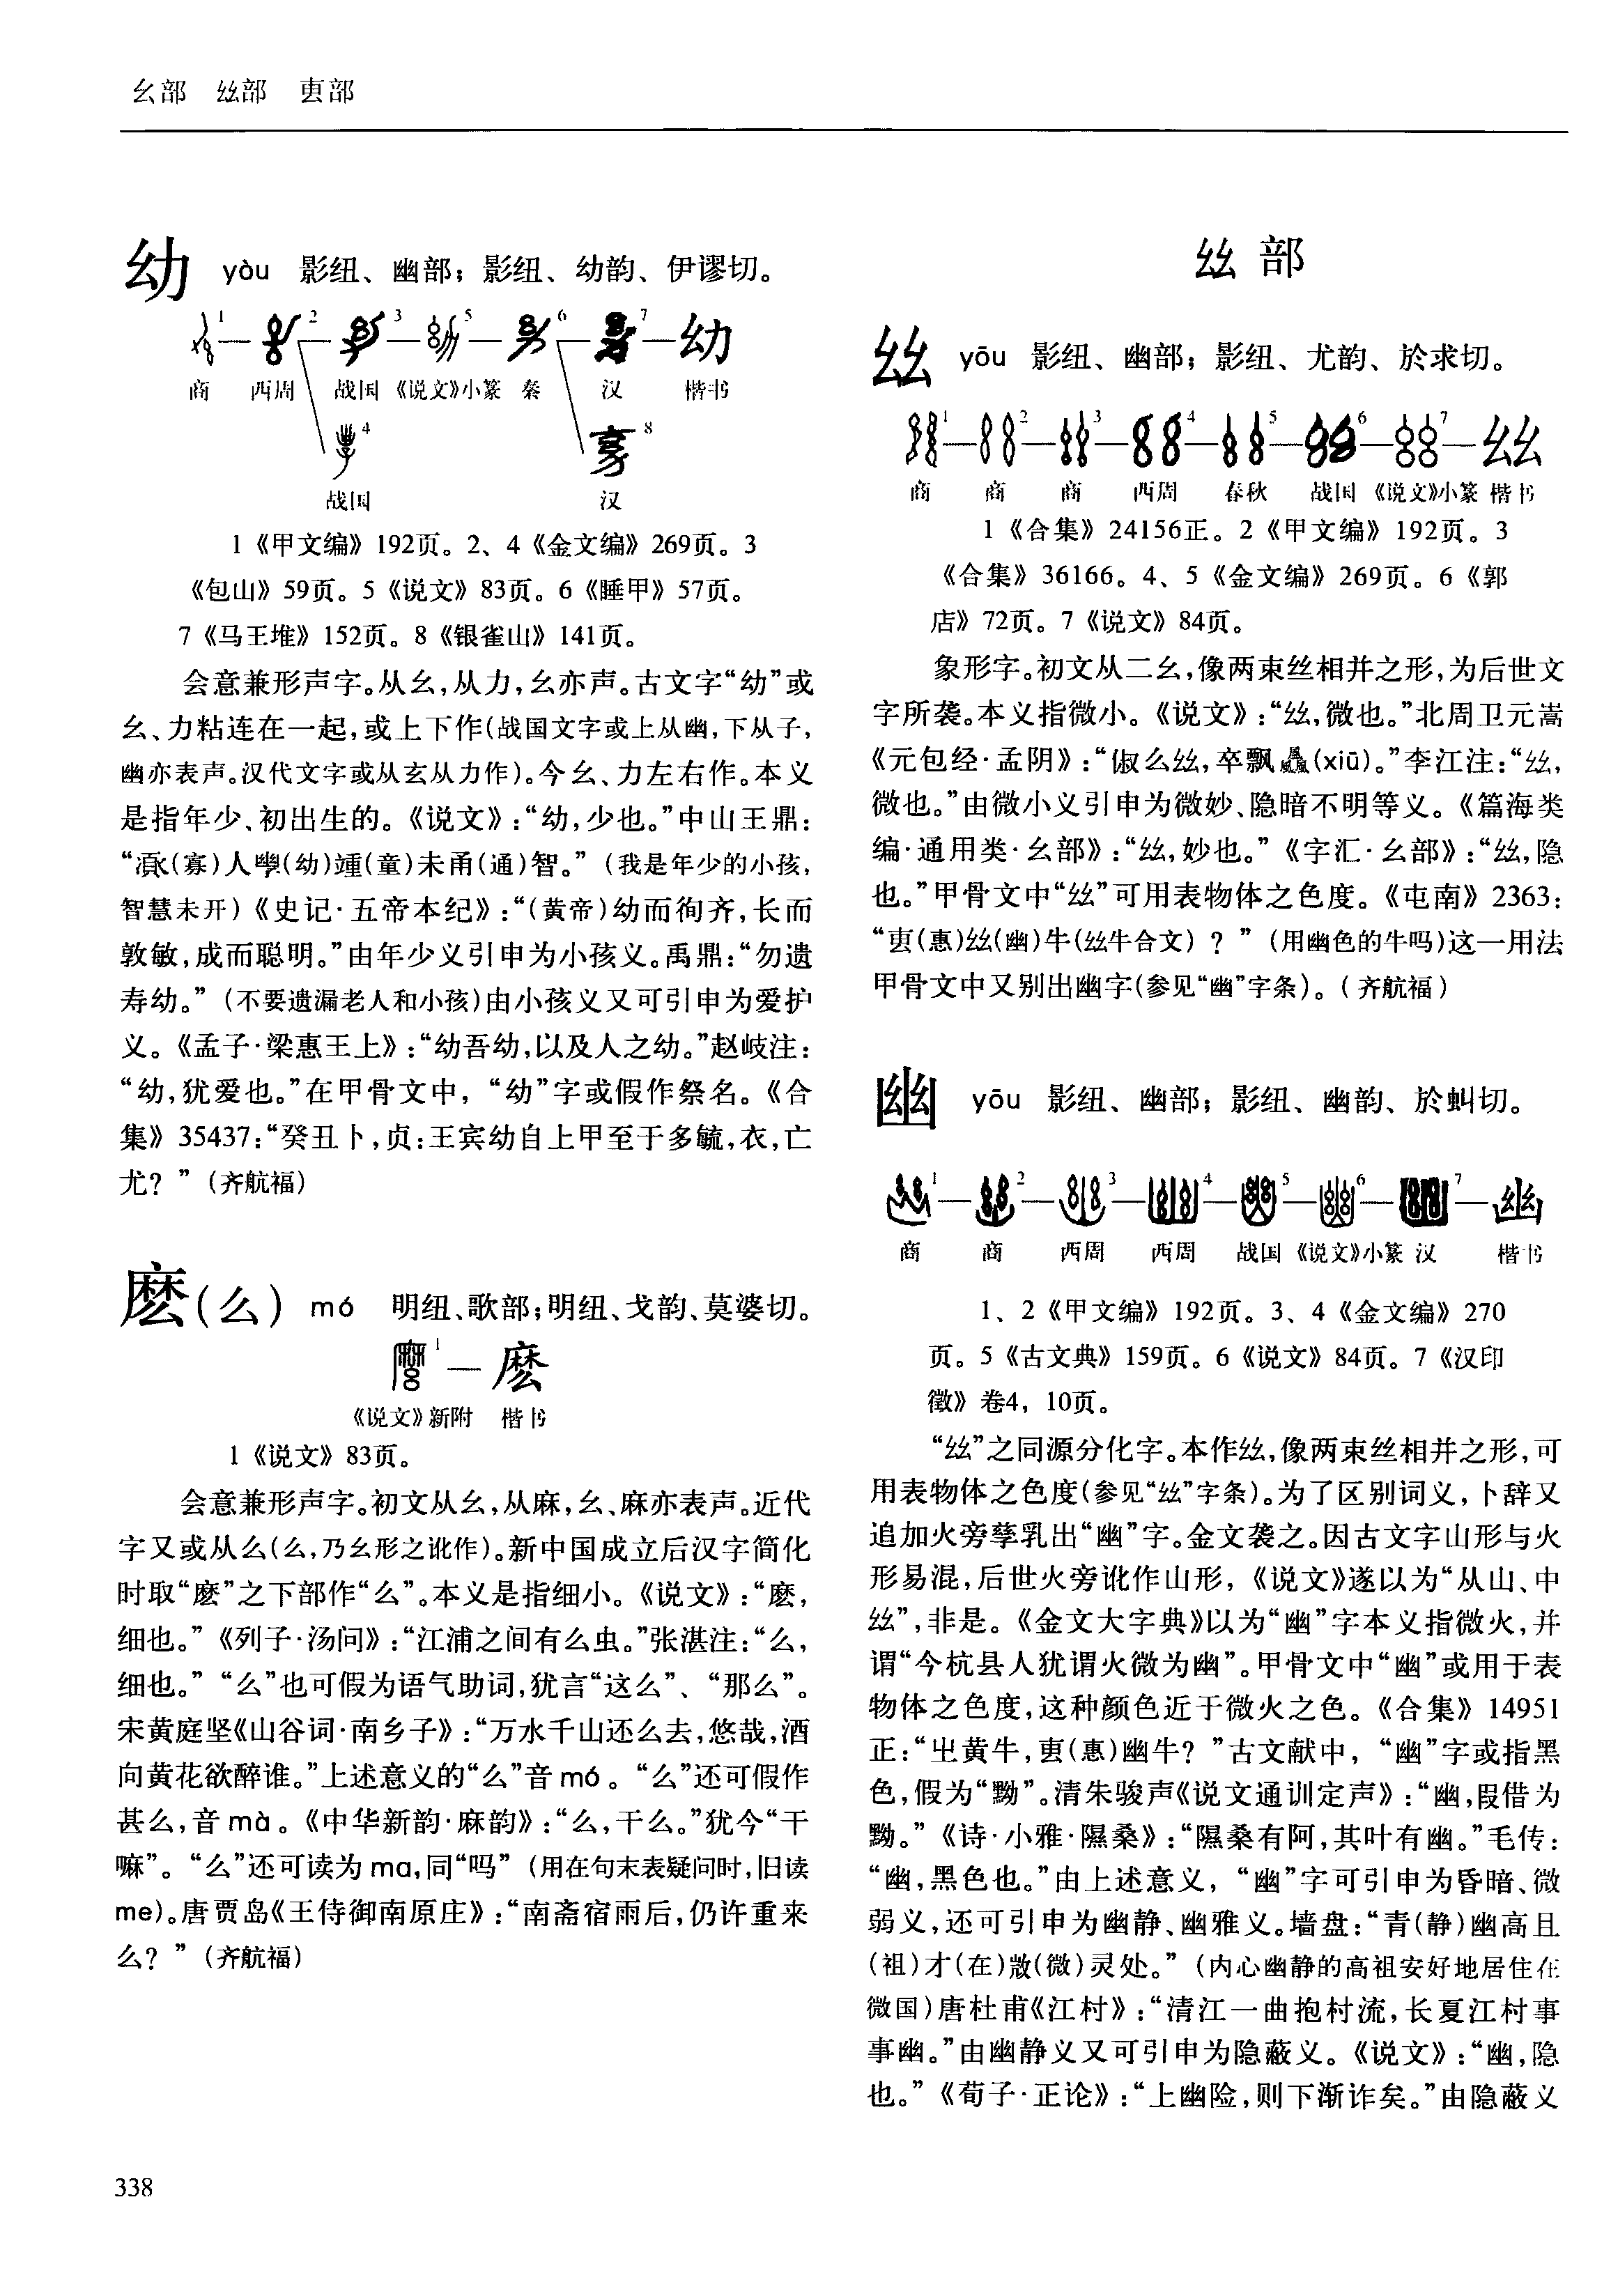 幺部　𢆶部　叀部
幼　yòu　影纽、幽部；影纽、幼韵、伊谬切。
1 2 3 5 6 7 幼
商　西周　战国　《说文》小篆　秦　汉　楷书
4 8
战国　汉
1《甲文编》192页。2、4《金文编》269页。3
《包山》59页。5《说文》83页。6《睡甲》57页。
7《马王堆》152页。8《银雀山》141页。
会意兼形声字。从幺，从力，幺亦声。古文字“幼”或
幺、力粘连在一起，或上下作（战国文字或上从幽，下从子，
幽亦表声。汉代文字或从玄从力作）。今幺、力左右作。本义
是指年少、初出生的。《说文》：“幼，少也。”中山王鼎：
“（寡）人（幼）（童）未甬（通）智。”（我是年少的小孩，
智慧未开）《史记·五帝本纪》：“（黄帝）幼而徇齐，长而
敦敏，成而聪明。”由年少义引申为小孩义。禹鼎：“勿遗
寿幼。”（不要遗漏老人和小孩）由小孩义又可引申为爱护
义。《孟子·梁惠王上》：“幼吾幼，以及人之幼。”赵岐注：
“幼，犹爱也。”在甲骨文中，“幼”字或假作祭名。《合
集》35437：“癸丑卜，贞：王宾幼自上甲至于多毓，衣，亡
尤？”（齐航福）
麽（么）　mó　明纽、歌部；明纽、戈韵、莫婆切。
1 麽
《说文》新附　楷书
1《说文》83页。
会意兼形声字。初文从幺，从麻，幺、麻亦表声。近代
字又或从么（么，乃幺形之讹作）。新中国成立后汉字简化
时取“麽”之下部作“么”。本义是指细小。《说文》：“麽，
细也。”《列子·汤问》：“江浦之间有么虫。”张湛注：“么，
细也。”“么”也可假为语气助词，犹言“这么”、“那么”。
宋黄庭坚《山谷词·南乡子》：“万水千山还么去，悠哉，酒
向黄花欲醉谁。”上述意义的“么”音mó。“么”还可假作
甚么，音mà。《中华新韵·麻韵》：“么，干么。”犹今“干
嘛”。“么”还可读为ma，同“吗”（用在句末表疑问时，旧读
me）。唐贾岛《王侍御南原庄》：“南斋宿雨后，仍许重来
么？”（齐航福）
338
𢆶部
𢆶　yōu　影纽、幽部；影纽、尤韵、於求切。
1 2 3 4 5 6 7 𢆶
商　商　商　西周　春秋　战国　《说文》小篆　楷书
1《合集》24156正。2《甲文编》192页。3
《合集》36166。4、5《金文编》269页。6《郭
店》72页。7《说文》84页。
象形字。初文从二幺，像两束丝相并之形，为后世文
字所袭。本义指微小。《说文》：“𢆶，微也。”北周卫元嵩
《元包经·孟阴》：“俶么𢆶，卒飘（xiū）。”李江注：“𢆶，
微也。”由微小义引申为微妙、隐暗不明等义。《篇海类
编·通用类·幺部》：“𢆶，妙也。”《字汇·幺部》：“𢆶，隐
也。”甲骨文中“𢆶”可用表物体之色度。《屯南》2363：
“叀（惠）𢆶（幽）牛（𢆶牛合文）？”（用幽色的牛吗）这一用法
甲骨文中又别出幽字（参见“幽”字条）。（齐航福）
幽　yōu　影纽、幽部；影纽、幽韵、於虯切。
1 2 3 4 5 6 7 幽
商　商　西周　西周　战国　《说文》小篆　汉　楷书
1、2《甲文编》192页。3、4《金文编》270
页。5《古文典》159页。6《说文》84页。7《汉印
徵》卷4，10页。
“𢆶”之同源分化字。本作𢆶，像两束丝相并之形，可
用表物体之色度（参见“𢆶”字条）。为了区别词义，卜辞又
追加火旁孳乳出“幽”字。金文袭之。因古文字山形与火
形易混，后世火旁讹作山形，《说文》遂以为“从山、中
𢆶”，非是。《金文大字典》以为“幽”字本义指微火，并
谓“今杭县人犹谓火微为幽”。甲骨文中“幽”或用于表
物体之色度，这种颜色近于微火之色。《合集》14951
正：“㞢黄牛，叀（惠）幽牛？”古文献中，“幽”字或指黑
色，假为“黝”。清朱骏声《说文通训定声》：“幽，叚借为
黝。”《诗·小雅·隰桑》：“隰桑有阿，其叶有幽。”毛传：
“幽，黑色也。”由上述意义，“幽”字可引申为昏暗、微
弱义，还可引申为幽静、幽雅义。墙盘：“青（静）幽高且
（祖）才（在）𢼸（微）灵处。”（内心幽静的高祖安好地居住在
微国）唐杜甫《江村》：“清江一曲抱村流，长夏江村事
事幽。”由幽静义又可引申为隐蔽义。《说文》：“幽，隐
也。”《荀子·正论》：“上幽险，则下渐诈矣。”由隐蔽义